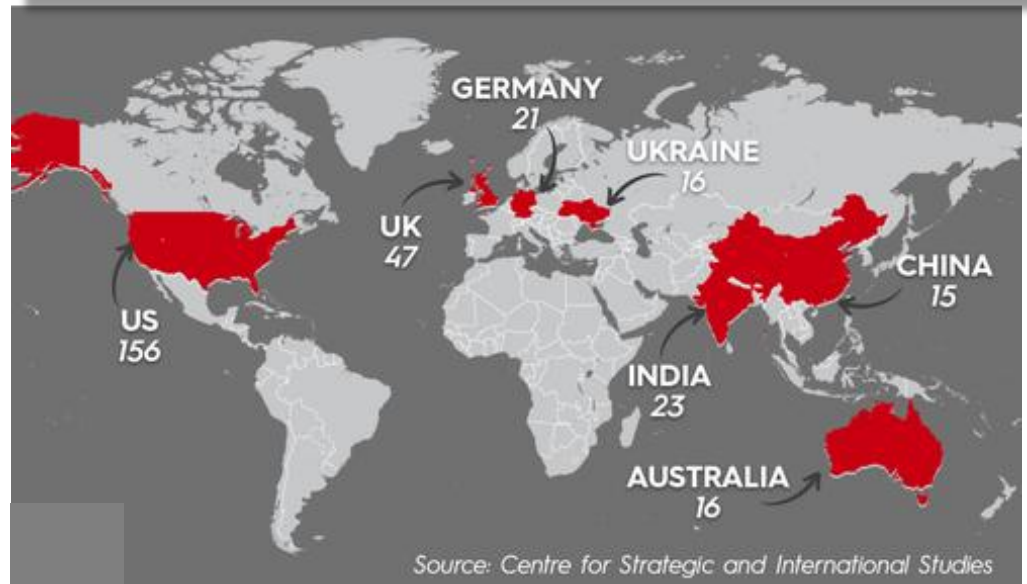 GERMANY
21
UKRAINE
16
UK
47
CHINA
15
US
156
INDIA
23
AUSTRALIA
16
Source: Centre for Strategic and International Studies